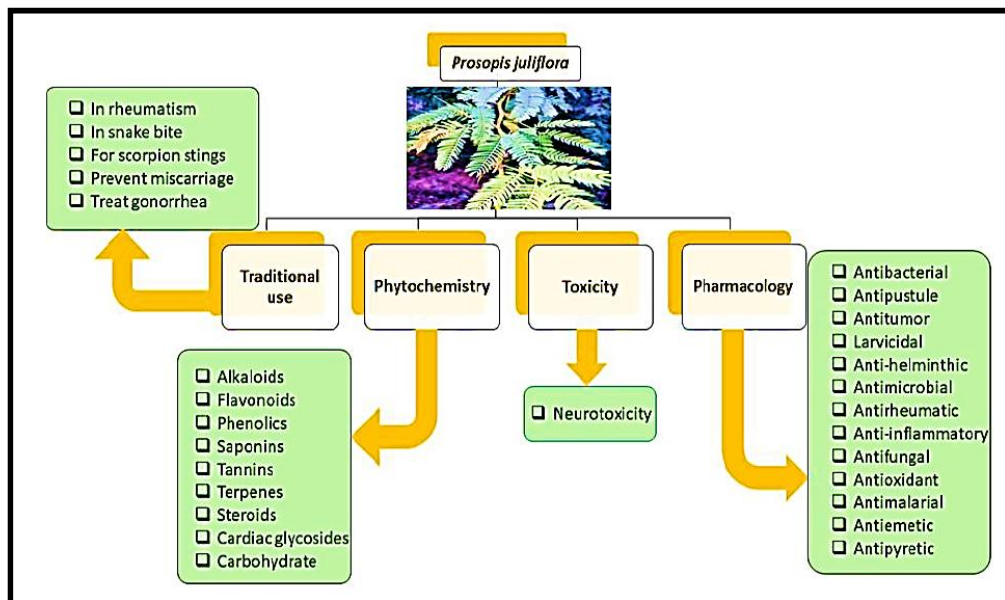 Prosopis juliflora
In rheumatism
In snake bite
For scorpion stings
Prevent miscarriage
Treat gonorrhea
Traditional
use
Phytochemistry
Toxicity
Pharmacology
Alkaloids
Flavonoids
Phenolics
Saponins
Tannins
Terpenes
Steroids
Cardiac glycosides
Carbohydrate
Neurotoxicity
Antibacterial
Antipustule
Antitumor
Larvicidal
Anti-helminthic
Antimicrobial
Antirheumatic
Anti-inflammatory
Antifungal
Antioxidant
Antimalarial
Antiemetic
Antipyretic